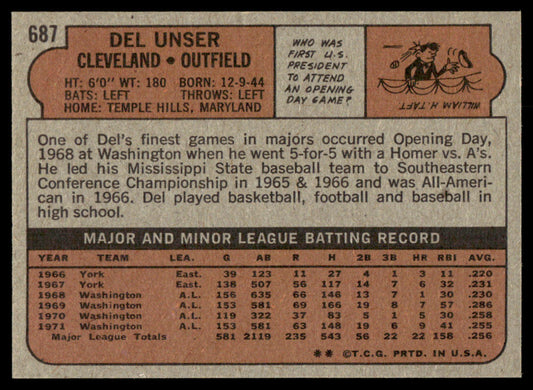 687
DEL UNSER
CLEVELAND • OUTFIELD
HT: 6'0" WT: 180 BORN: 12-9-44
BATS: LEFT THROWS: LEFT
HOME: TEMPLE HILLS, MARYLAND
WHO WAS
FIRST U.S.
PRESIDENT
TO ATTEND
AN OPENING
DAY GAME?
WILLIAM H. TAFT
One of Del's finest games in majors occurred Opening Day,
1968 at Washington when he went 5-for-5 with a Homer vs. A's.
He led his Mississippi State baseball team to Southeastern
Conference Championship in 1965 & 1966 and was All-Ameri-
can in 1966. Del played basketball, football and baseball in
high school.
MAJOR AND MINOR LEAGUE BATTING RECORD
YEAR TEAM LEA. G AB R H 2B 3B HR RBI AVG.
1966 York East. 39 123 11 27 4 1 3 11 .220
1967 York East. 138 507 56 117 7 6 0 31 .231
1968 Washington A.L. 156 635 66 146 13 7 1 30 .230
1969 Washington A.L. 153 581 69 166 19 8 7 57 .286
1970 Washington A.L. 119 322 37 83 5 1 5 30 .258
1971 Washington A.L. 153 581 63 148 19 6 9 41 .255
Major League Totals 581 2119 235 543 56 22 22 158 .256
** ©T.C.G. PRTD. IN U.S.A.